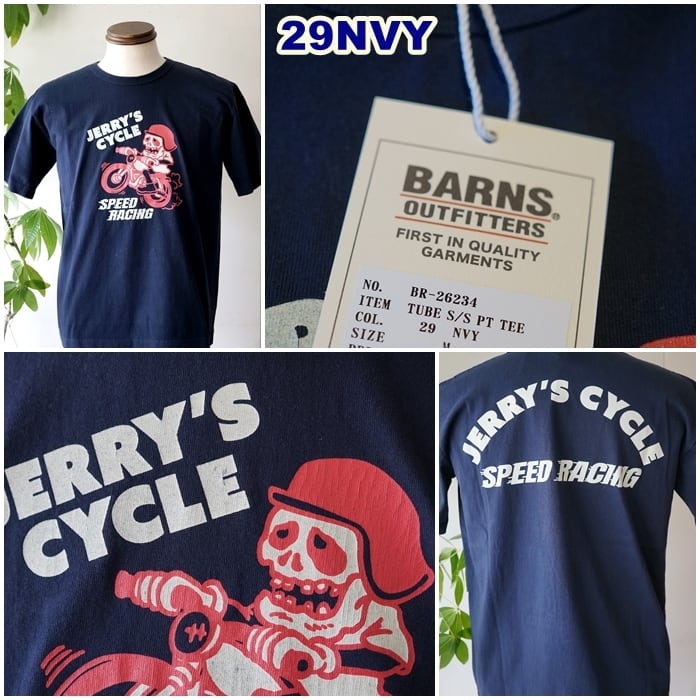 JERRY'S
CYCLE
SPEED
RACING
29NVY
BARNS®
OUTFITTERS
FIRST IN QUALITY
GARMENTS
NO. BR-26234
ITEM TUBE S/S PT TEE
COL. 29 NVY
SIZE M
JERRY'S
CYCLE
JERRY'S CYCLE
SPEED RACING